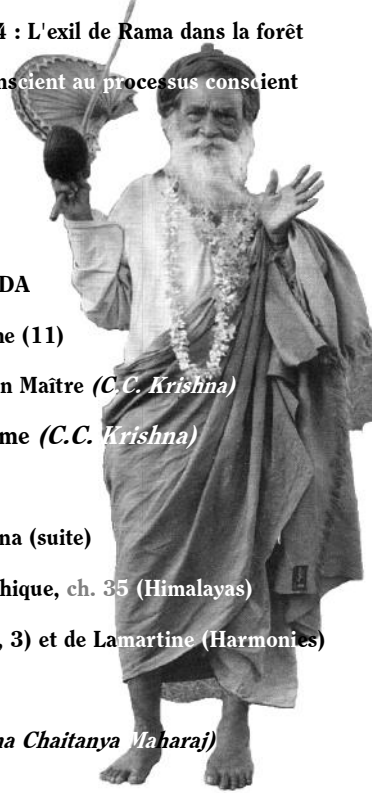 4 : L'exil de Rama dans la forêt
nscient au processus conscient
DA
ne (11)
n Maître (C.C. Krishna)
me (C.C. Krishna)
na (suite)
hique, ch. 35 (Himalayas)
, 3) et de Lamartine (Harmonies)
na Chaitanya Maharaj)